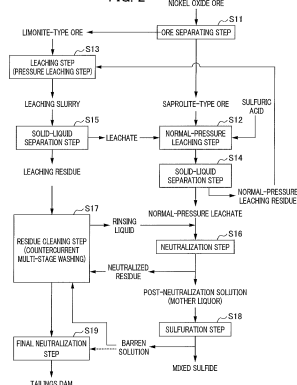 FIG. 2
NICKEL OXIDE ORE
S11
LIMONITE-TYPE ORE
ORE SEPARATING STEP
S13
LEACHING STEP
(PRESSURE LEACHING STEP)
LEACHING SLURRY
SAPROLITE-TYPE ORE
SULFURIC
ACID
S15
S12
SOLID-LIQUID
SEPARATION STEP
LEACHATE
NORMAL-PRESSURE
LEACHING STEP
S14
LEACHING RESIDUE
SOLID-LIQUID
SEPARATION STEP
NORMAL-PRESSURE
LEACHING RESIDUE
S17
NORMAL-PRESSURE LEACHATE
RINSING
LIQUID
S16
RESIDUE CLEANING STEP
(COUNTERCURRENT
MULTI-STAGE WASHING)
NEUTRALIZATION STEP
NEUTRALIZED
RESIDUE
POST-NEUTRALIZATION SOLUTION
(MOTHER LIQUOR)
S18
S19
SULFURATION STEP
FINAL NEUTRALIZATION
STEP
BARREN
SOLUTION
MIXED SULFIDE
TAILINGS DAM